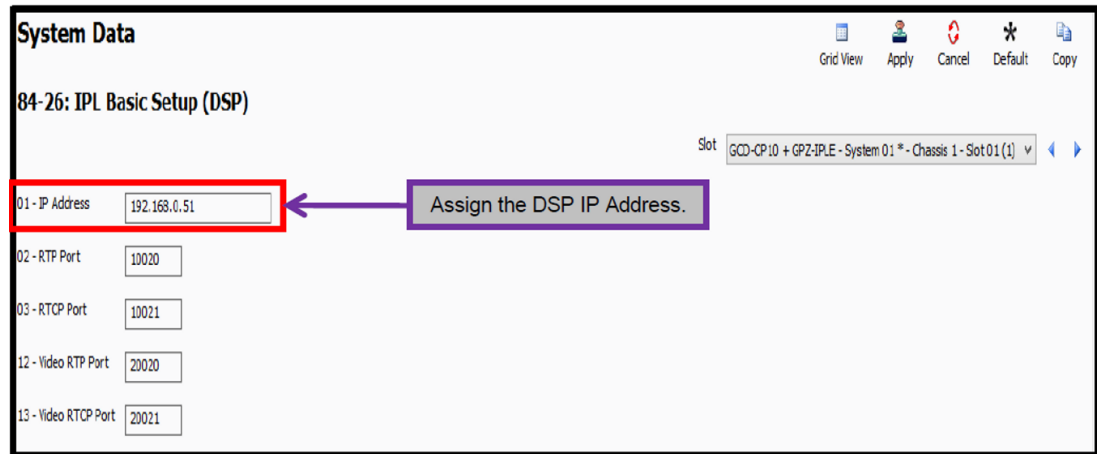 System Data
Grid View Apply Cancel Default Copy
84-26: IPL Basic Setup (DSP)
Slot GCD-CP10 + GPZ-IPLE - System 01 * - Chassis 1 - Slot 01 (1)
01 - IP Address 192.168.0.51
Assign the DSP IP Address.
02 - RTP Port 10020
03 - RTCP Port 10021
12 - Video RTP Port 20020
13 - Video RTCP Port 20021